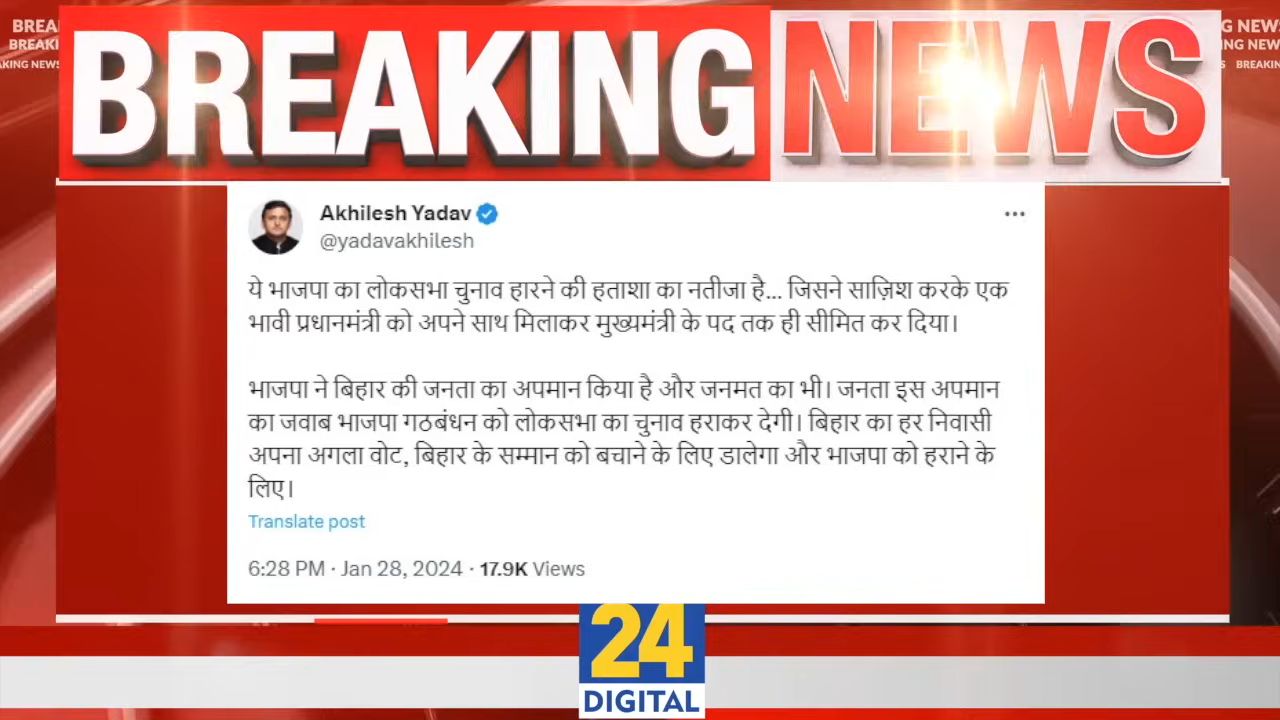 BREAKING NEWS
BREAKING NEWS
Akhilesh Yadav
@yadavakhilesh
ये भाजपा का लोकसभा चुनाव हारने की हताशा का नतीजा है... जिसने साज़िश करके एक
भावी प्रधानमंत्री को अपने साथ मिलाकर मुख्यमंत्री के पद तक ही सीमित कर दिया।
भाजपा ने बिहार की जनता का अपमान किया है और जनमत का भी। जनता इस अपमान
का जवाब भाजपा गठबंधन को लोकसभा का चुनाव हराकर देगी। बिहार का हर निवासी
अपना अगला वोट, बिहार के सम्मान को बचाने के लिए डालेगा और भाजपा को हराने के
लिए।
Translate post
6:28 PM · Jan 28, 2024 · 17.9K Views
24
DIGITAL